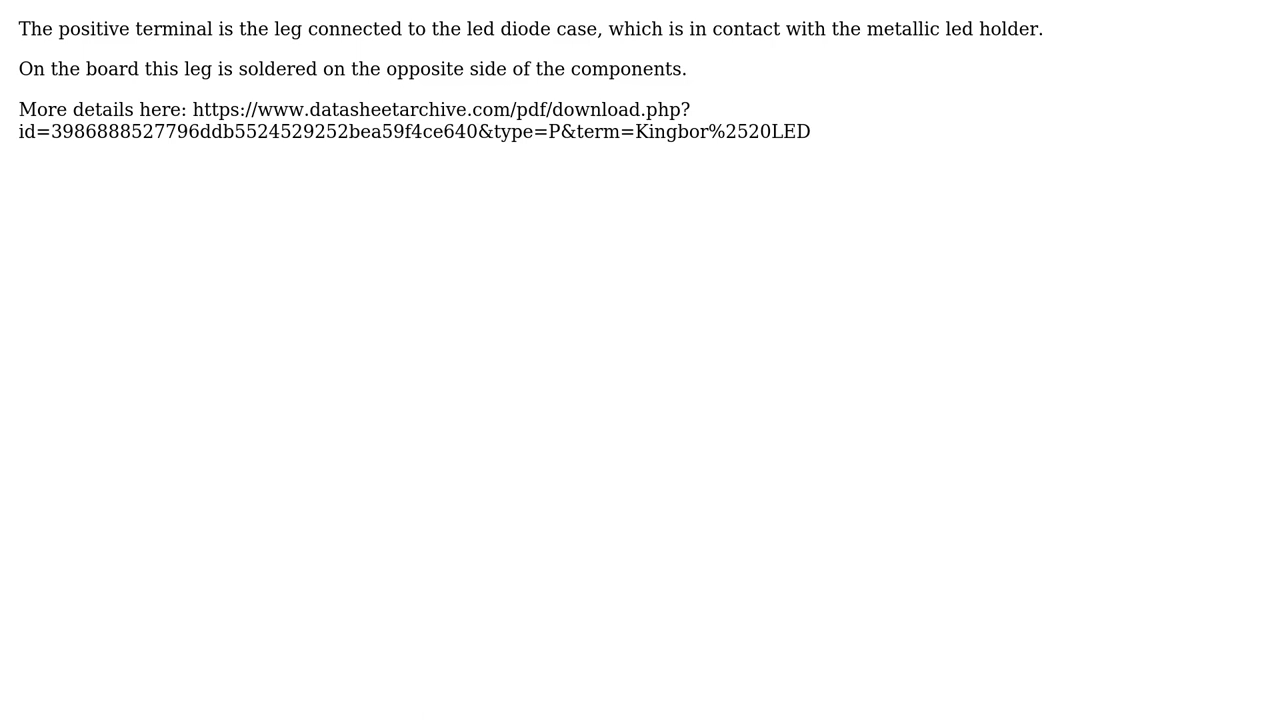 The positive terminal is the leg connected to the led diode case, which is in contact with the metallic led holder.
On the board this leg is soldered on the opposite side of the components.
More details here: https://www.datasheetarchive.com/pdf/download.php?
id=3986888527796ddb5524529252bea59f4ce640&type=P&term=Kingbor%2520LED